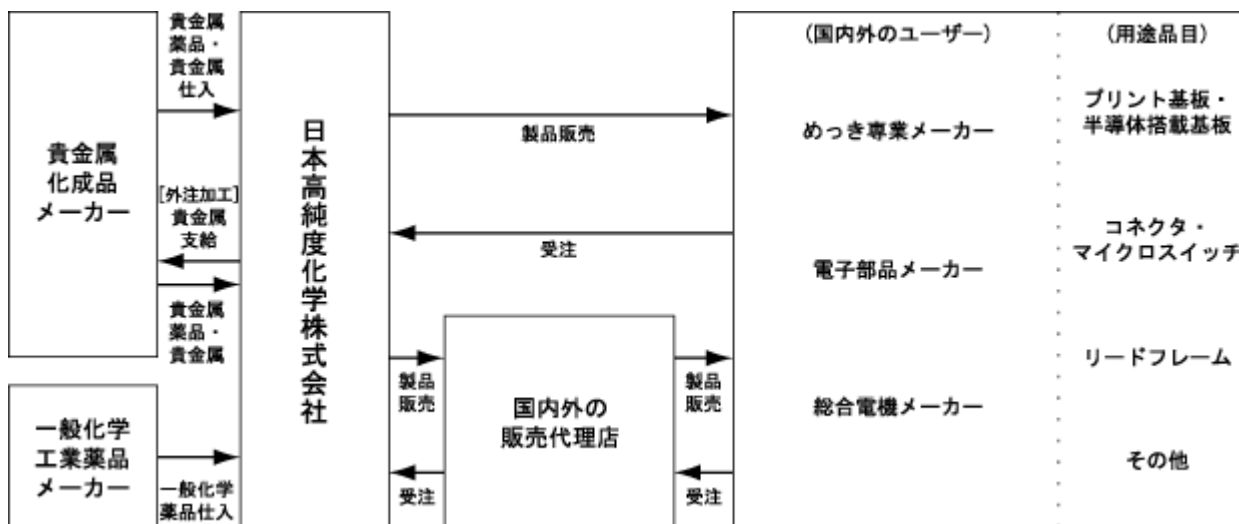 貴金属
化成品
メーカー
一般化学
工業薬品
メーカー
貴金属
薬品・
貴金属
仕入
[外注加工]
貴金属
支給
貴金属
薬品・
貴金属
一般化学
薬品仕入
日本高純度化学株式会社
製品販売
受注
製品
販売
受注
国内外の
販売代理店
製品
販売
受注
(国内外のユーザー)
めっき専業メーカー
電子部品メーカー
総合電機メーカー
(用途品目)
プリント基板・
半導体搭載基板
コネクタ・
マイクロスイッチ
リードフレーム
その他